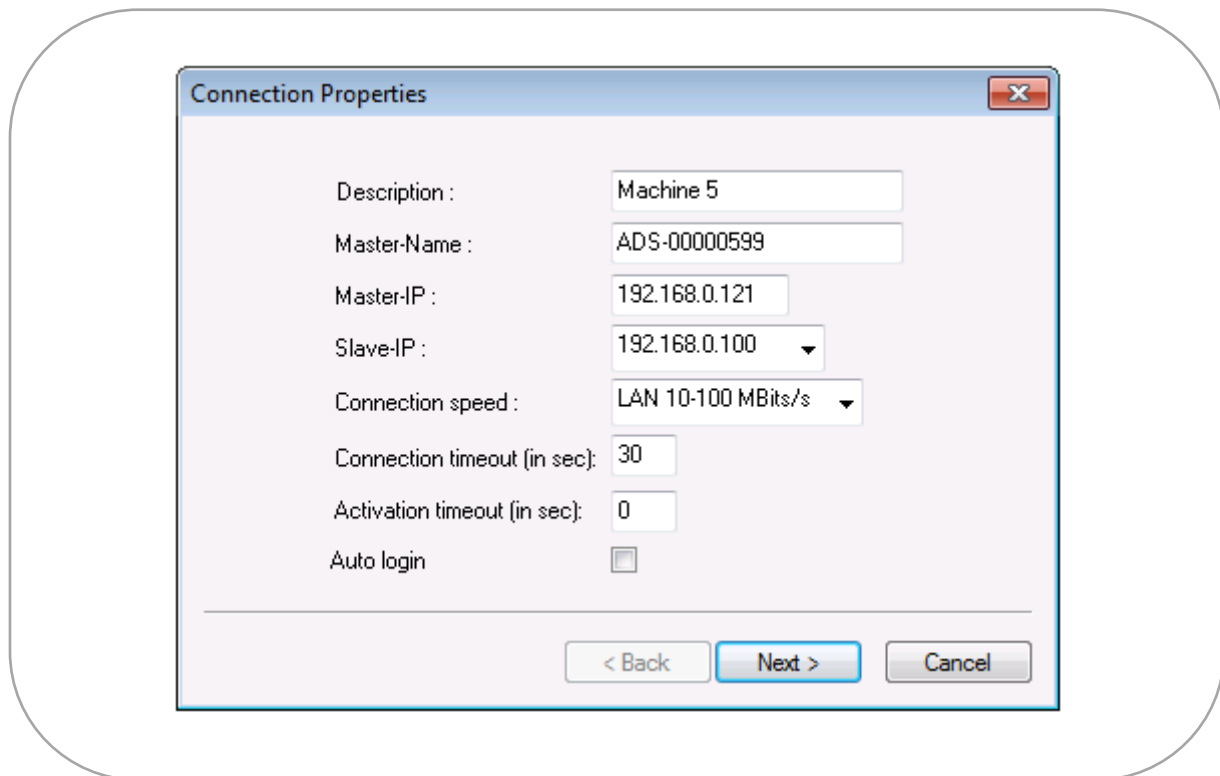 Connection Properties
Description : Machine 5
Master-Name : ADS-00000599
Master-IP : 192.168.0.121
Slave-IP : 192.168.0.100
Connection speed : LAN 10-100 MBits/s
Connection timeout (in sec): 30
Activation timeout (in sec): 0
Auto login
< Back Next > Cancel